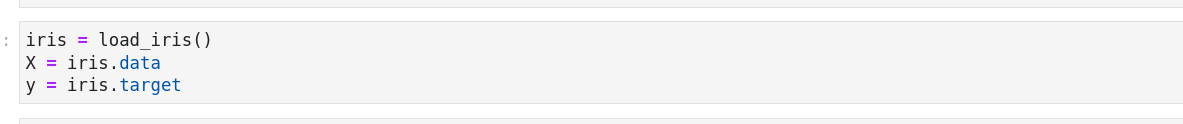 :
iris = load_iris()
X = iris.data
y = iris.target